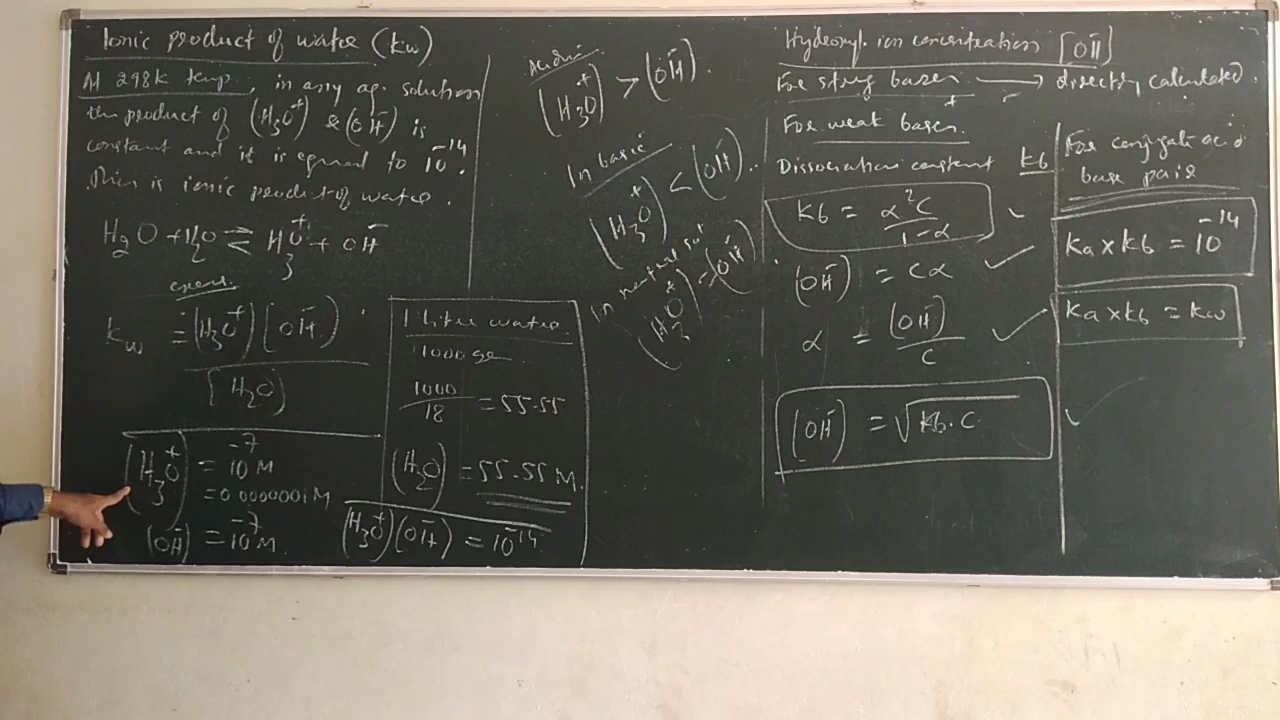 Ionic product of water (kw)
At 298K temp, in any aq. solution
the product of (H₃O⁺) & (OH⁻) is
constant and it is equal to 10⁻¹⁴.
This is ionic product of water.
H₂O + H₂O ⇌ H₃O⁺ + OH⁻
kw = (H₃O⁺) [OH⁻]
[H₂O]
(H₃O⁺) = 10⁻⁷ M
= 0.0000001 M
(OH⁻) = 10⁻⁷ M
1 liter water
1000 gm
1000/18 = 55.55
(H₂O) = 55.55 M
(H₃O⁺)(OH⁻) = 10⁻¹⁴
Acidic
(H₃O⁺) > (OH⁻).
In basic
(H₃O⁺) < (OH⁻).
In neutral sol
(H₃O⁺) = (OH⁻)
Hydroxyl ion concentration [OH⁻]
For strong bases ⟶ directly calculated.
For weak bases.
Dissociation constant kb
Kb = α²C / 1-α
(OH⁻) = Cα
α = (OH⁻) / C
(OH⁻) = √Kb.C
For conjugate acid
base pair
Ka x Kb = 10⁻¹⁴
Ka x Kb = Kw